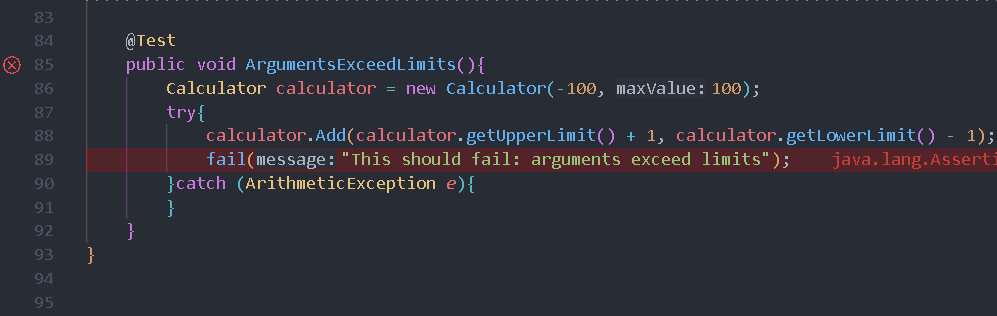 83
84 @Test
85 public void ArgumentsExceedLimits(){
86 Calculator calculator = new Calculator(-100, maxValue: 100);
87 try{
88 calculator.Add(calculator.getUpperLimit() + 1, calculator.getLowerLimit() - 1);
89 fail(message: "This should fail: arguments exceed limits"); java.lang.Asserti
90 }catch (ArithmeticException e){
91 }
92 }
93 }
94
95